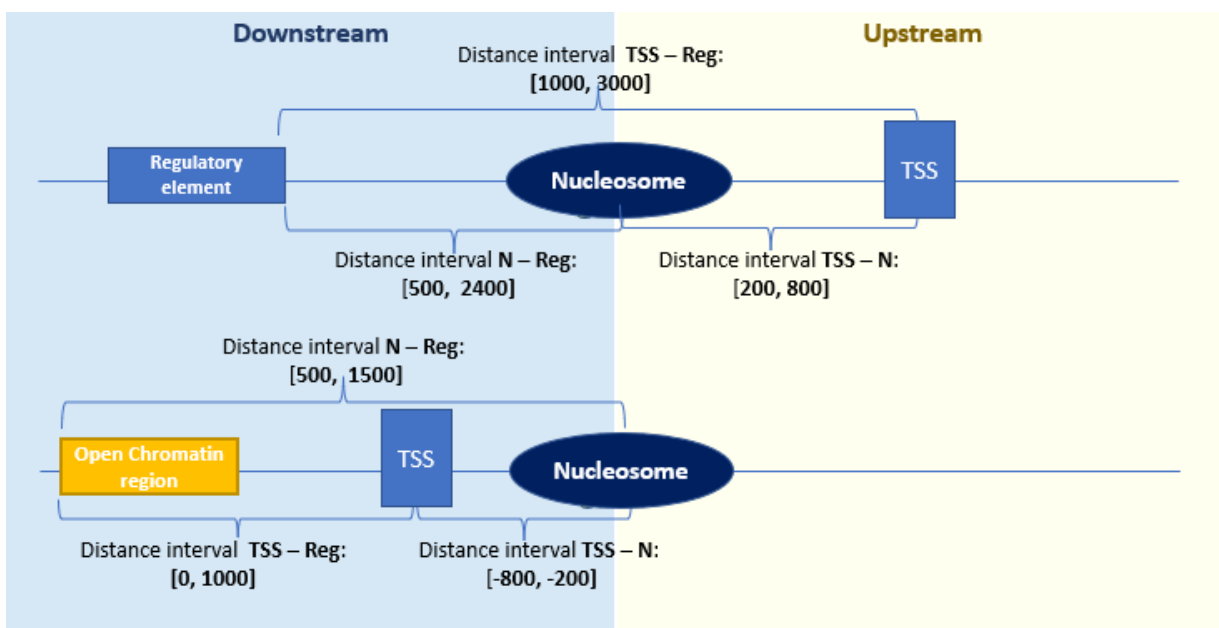 Downstream
Upstream
Distance interval TSS – Reg:
[1000, 3000]
Regulatory
element
Nucleosome
TSS
Distance interval N – Reg:
[500, 2400]
Distance interval TSS – N:
[200, 800]
Distance interval N – Reg:
[500, 1500]
Open Chromatin
region
TSS
Nucleosome
Distance interval TSS – Reg:
[0, 1000]
Distance interval TSS – N:
[-800, -200]